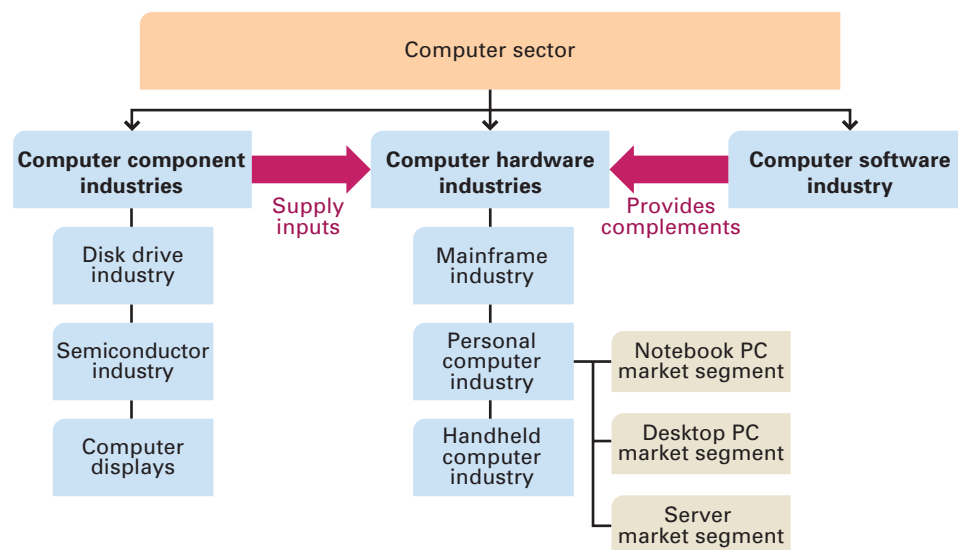 Computer sector
Computer component
industries
Supply
inputs
Computer hardware
industries
Provides
complements
Computer software
industry
Disk drive
industry
Semiconductor
industry
Computer
displays
Mainframe
industry
Personal
computer
industry
Handheld
computer
industry
Notebook PC
market segment
Desktop PC
market segment
Server
market segment